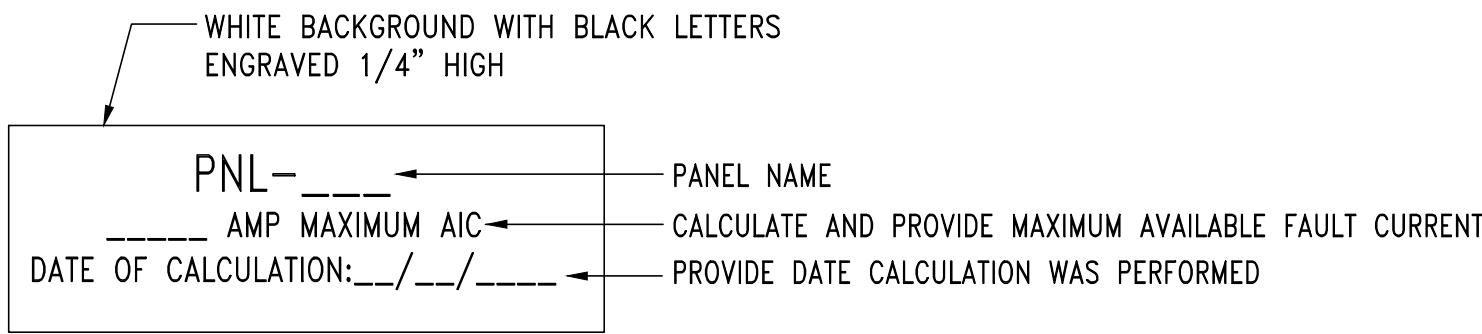 WHITE BACKGROUND WITH BLACK LETTERS
ENGRAVED 1/4" HIGH
PNL-___
PANEL NAME
_____ AMP MAXIMUM AIC
CALCULATE AND PROVIDE MAXIMUM AVAILABLE FAULT CURRENT
DATE OF CALCULATION:__/__/____
PROVIDE DATE CALCULATION WAS PERFORMED